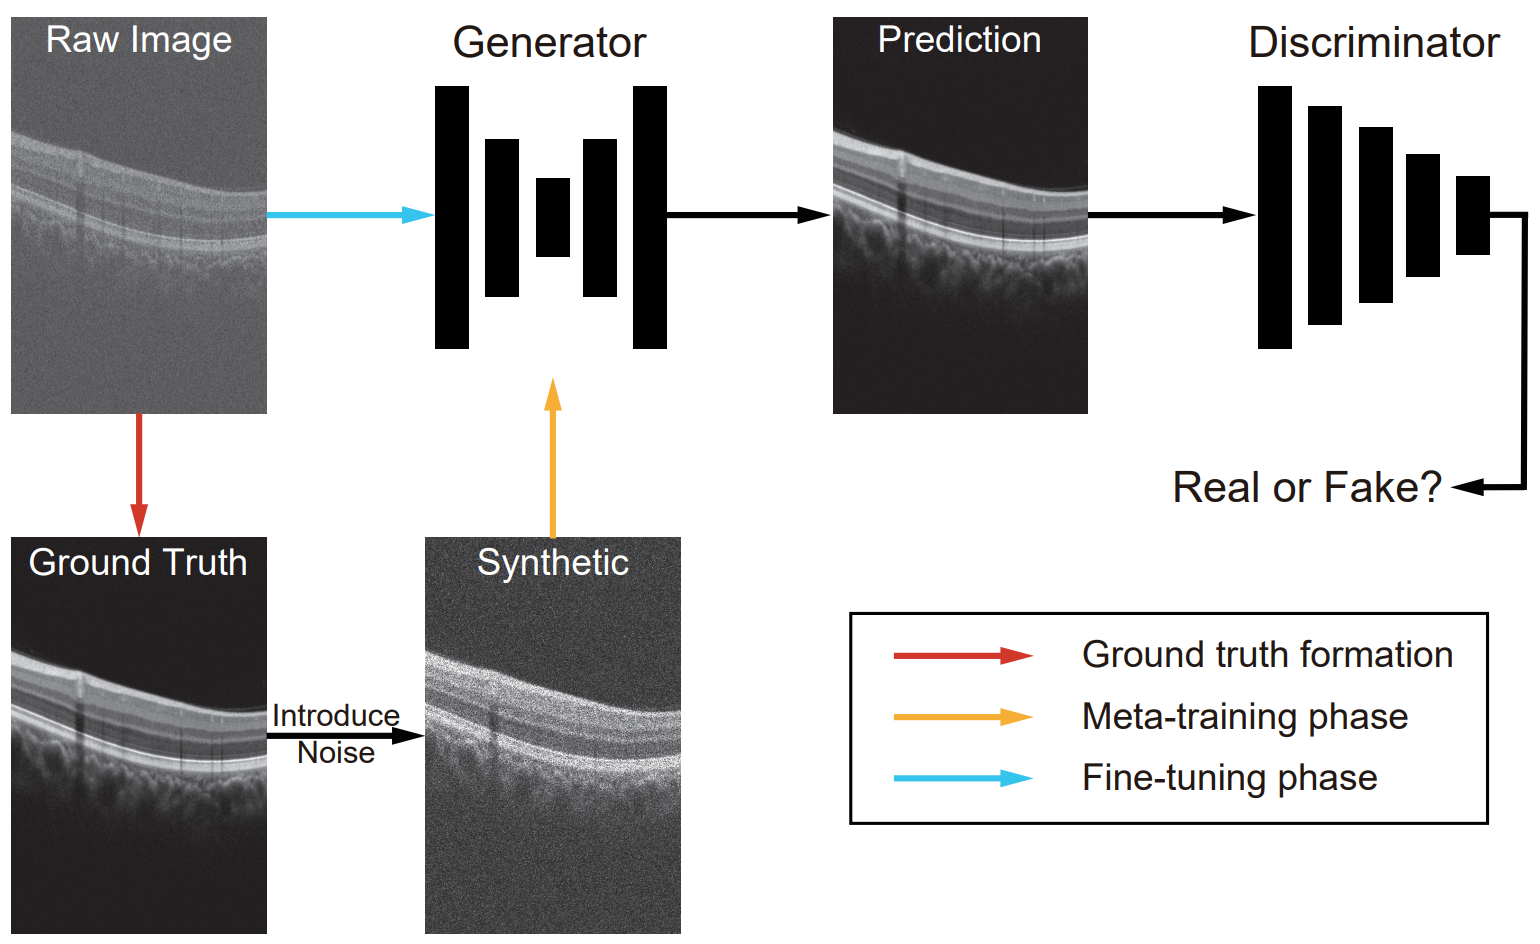 Raw Image
Generator
Prediction
Discriminator
Real or Fake?
Ground Truth
Introduce
Noise
Synthetic
Ground truth formation
Meta-training phase
Fine-tuning phase